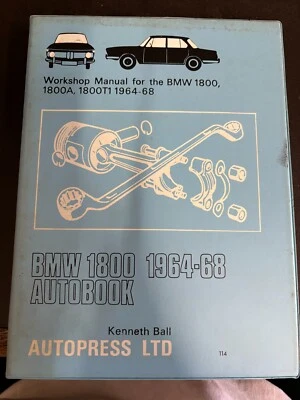 Workshop Manual for the BMW 1800,
1800A, 1800T1 1964-68
BMW 1800 1964-68
AUTOBOOK
Kenneth Ball
AUTOPRESS LTD
114